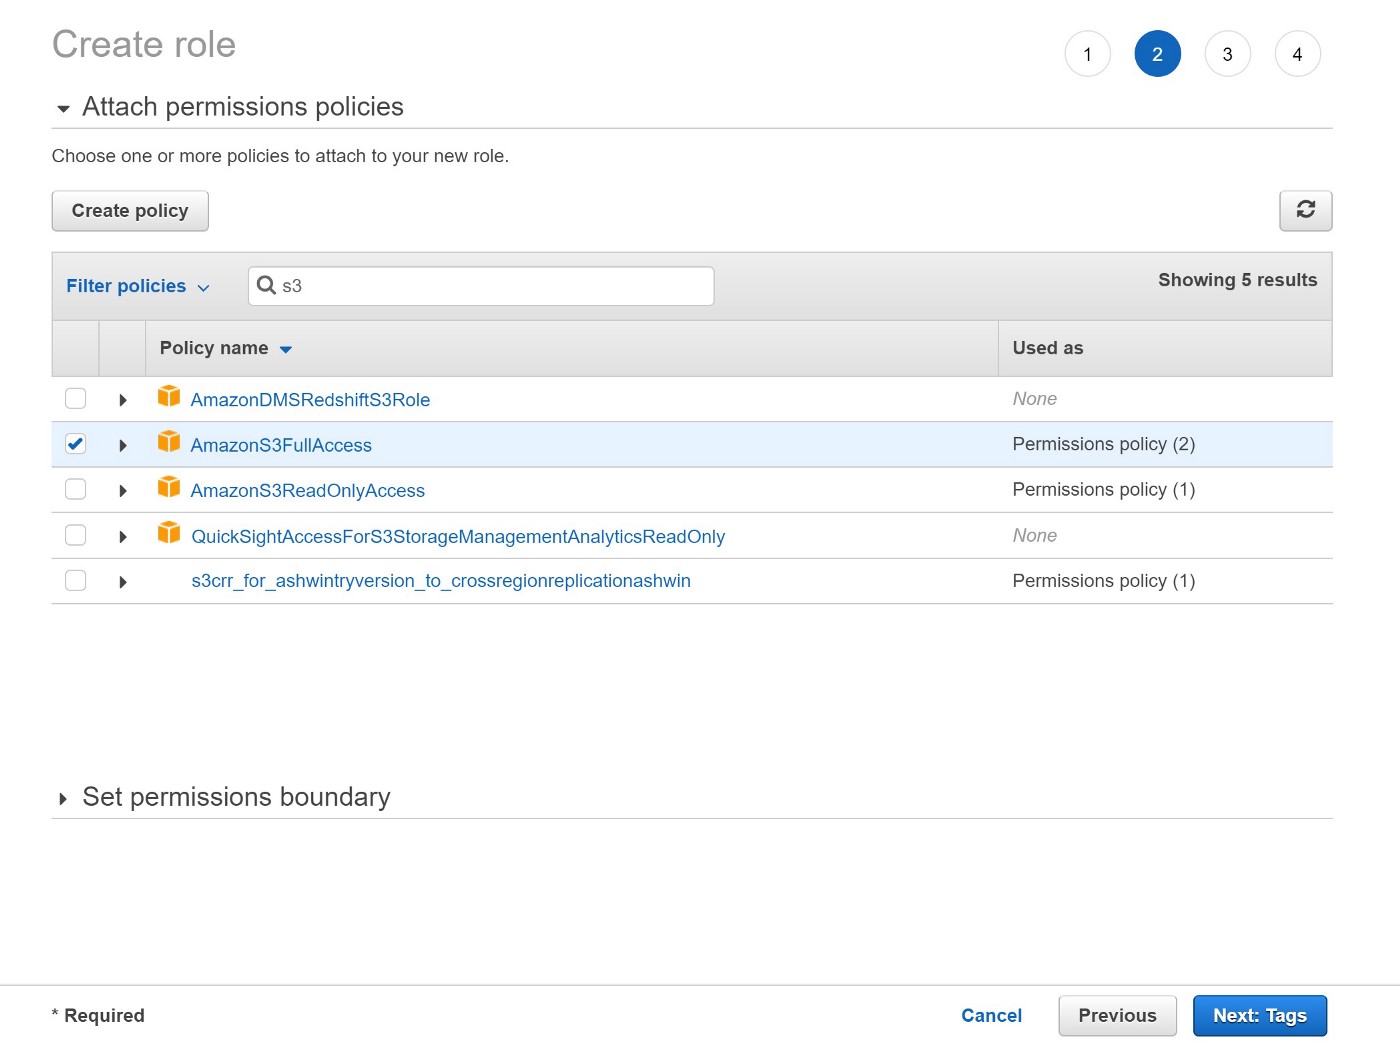 Create role
1 2 3 4
Attach permissions policies
Choose one or more policies to attach to your new role.
Create policy
Filter policies s3 Showing 5 results
Policy name Used as
AmazonDMSRedshiftS3Role None
AmazonS3FullAccess Permissions policy (2)
AmazonS3ReadOnlyAccess Permissions policy (1)
QuickSightAccessForS3StorageManagementAnalyticsReadOnly None
s3crr_for_ashwintryversion_to_crossregionreplicationashwin Permissions policy (1)
Set permissions boundary
* Required Cancel Previous Next: Tags